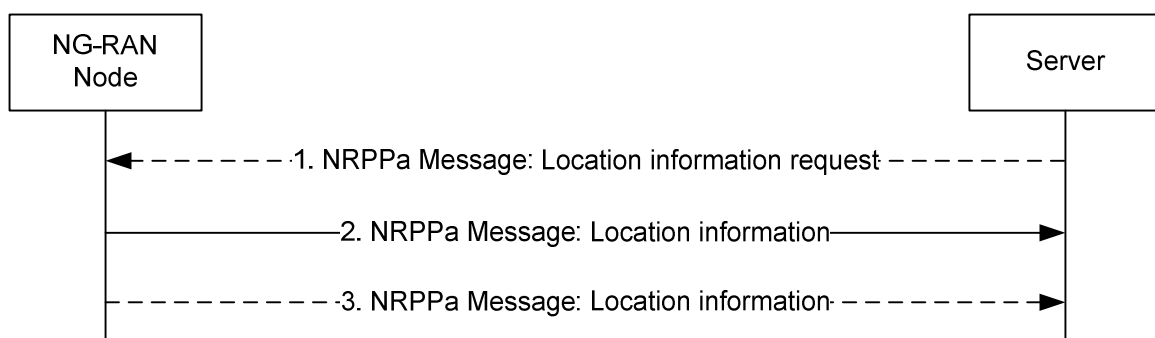 NG-RAN
Node
Server
1. NRPPa Message: Location information request
2. NRPPa Message: Location information
3. NRPPa Message: Location information